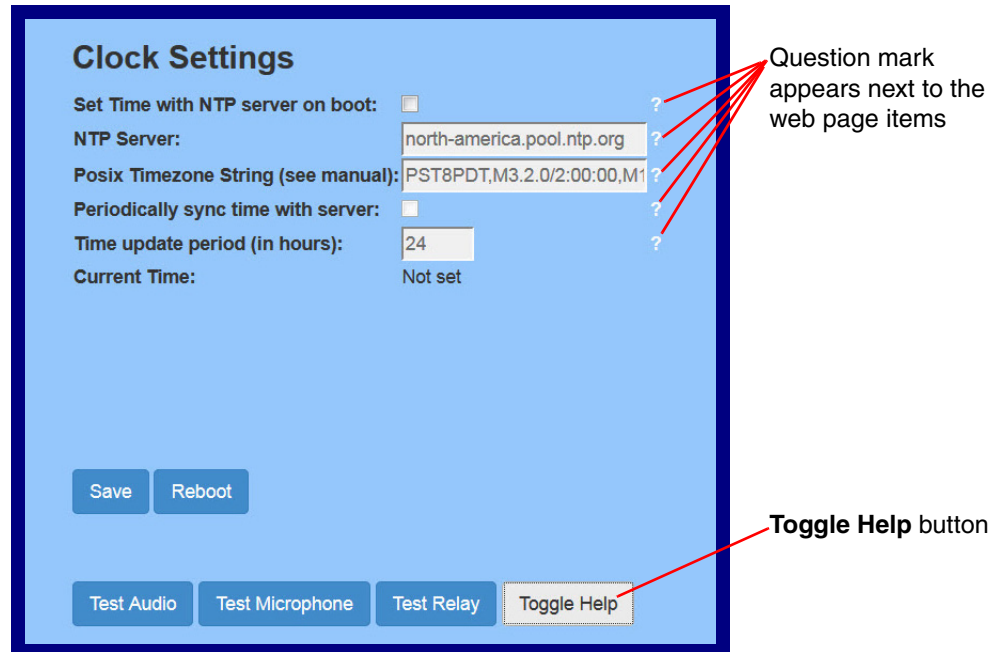 Clock Settings
Set Time with NTP server on boot: ?
NTP Server: north-america.pool.ntp.org ?
Posix Timezone String (see manual): PST8PDT,M3.2.0/2:00:00,M1 ?
Periodically sync time with server: ?
Time update period (in hours): 24 ?
Current Time: Not set
Question mark
appears next to the
web page items
Save Reboot
Toggle Help button
Test Audio Test Microphone Test Relay Toggle Help